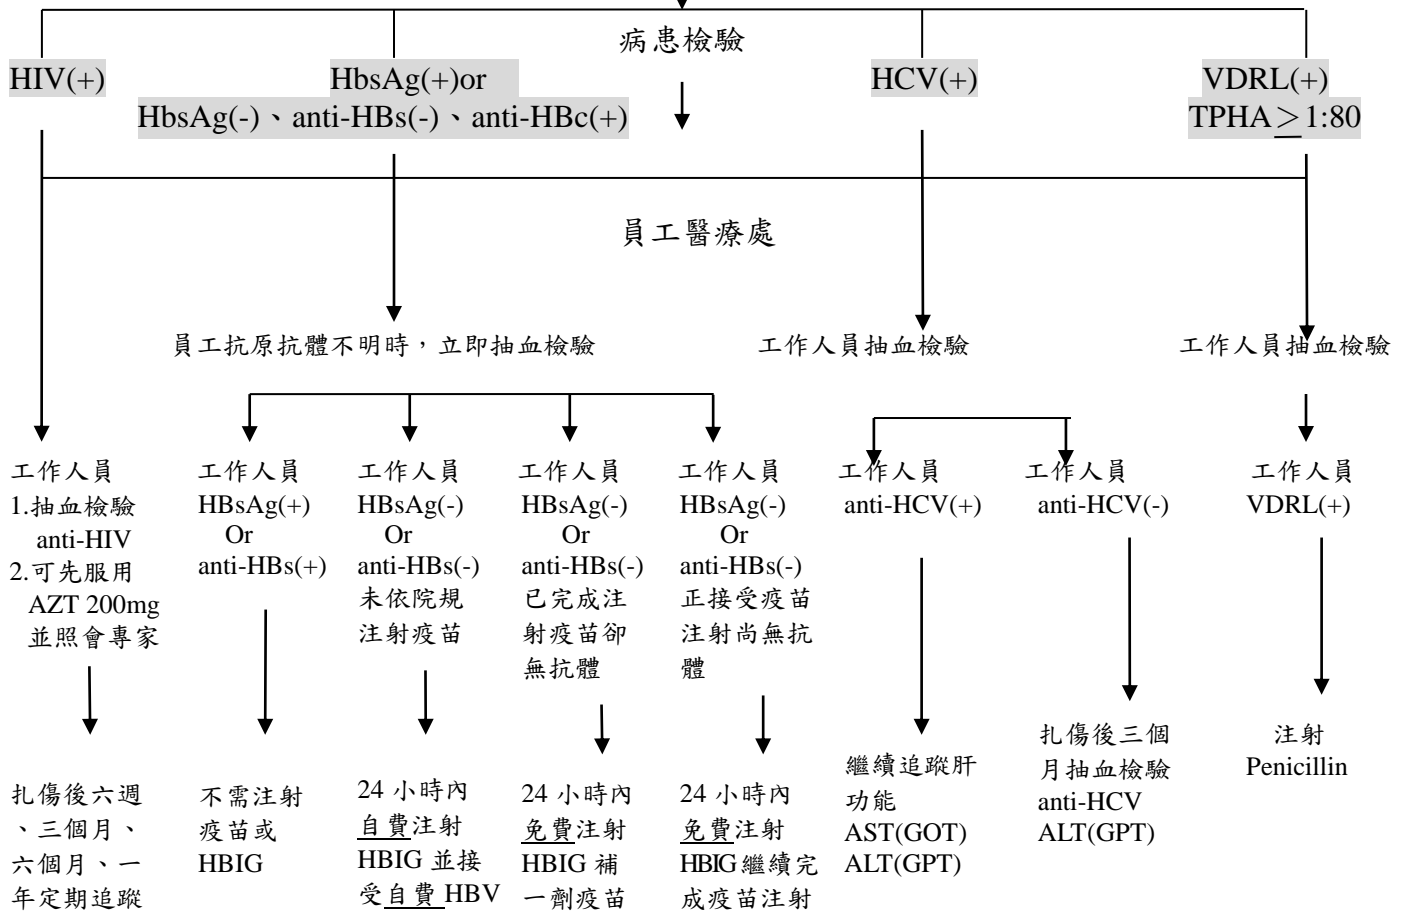 病患檢驗
HIV(+)
HbsAg(+)or
HbsAg(-)、anti-HBs(-)、anti-HBc(+)
HCV(+)
VDRL(+)
TPHA≥1:80
員工醫療處
員工抗原抗體不明時，立即抽血檢驗
工作人員抽血檢驗
工作人員抽血檢驗
工作人員
1.抽血檢驗
anti-HIV
2.可先服用
AZT 200mg
並照會專家
扎傷後六週
、三個月、
六個月、一
年定期追蹤
工作人員
HBsAg(+)
Or
anti-HBs(+)
不需注射
疫苗或
HBIG
工作人員
HBsAg(-)
Or
anti-HBs(-)
未依院規
注射疫苗
24 小時內
自費注射
HBIG 並接
受自費 HBV
工作人員
HBsAg(-)
Or
anti-HBs(-)
已完成注
射疫苗卻
無抗體
24 小時內
免費注射
HBIG 補
一劑疫苗
工作人員
HBsAg(-)
Or
anti-HBs(-)
正接受疫苗
注射尚無抗
體
24 小時內
免費注射
HBIG 繼續完
成疫苗注射
工作人員
anti-HCV(+)
繼續追蹤肝
功能
AST(GOT)
ALT(GPT)
工作人員
anti-HCV(-)
扎傷後三個
月抽血檢驗
anti-HCV
ALT(GPT)
工作人員
VDRL(+)
注射
Penicillin